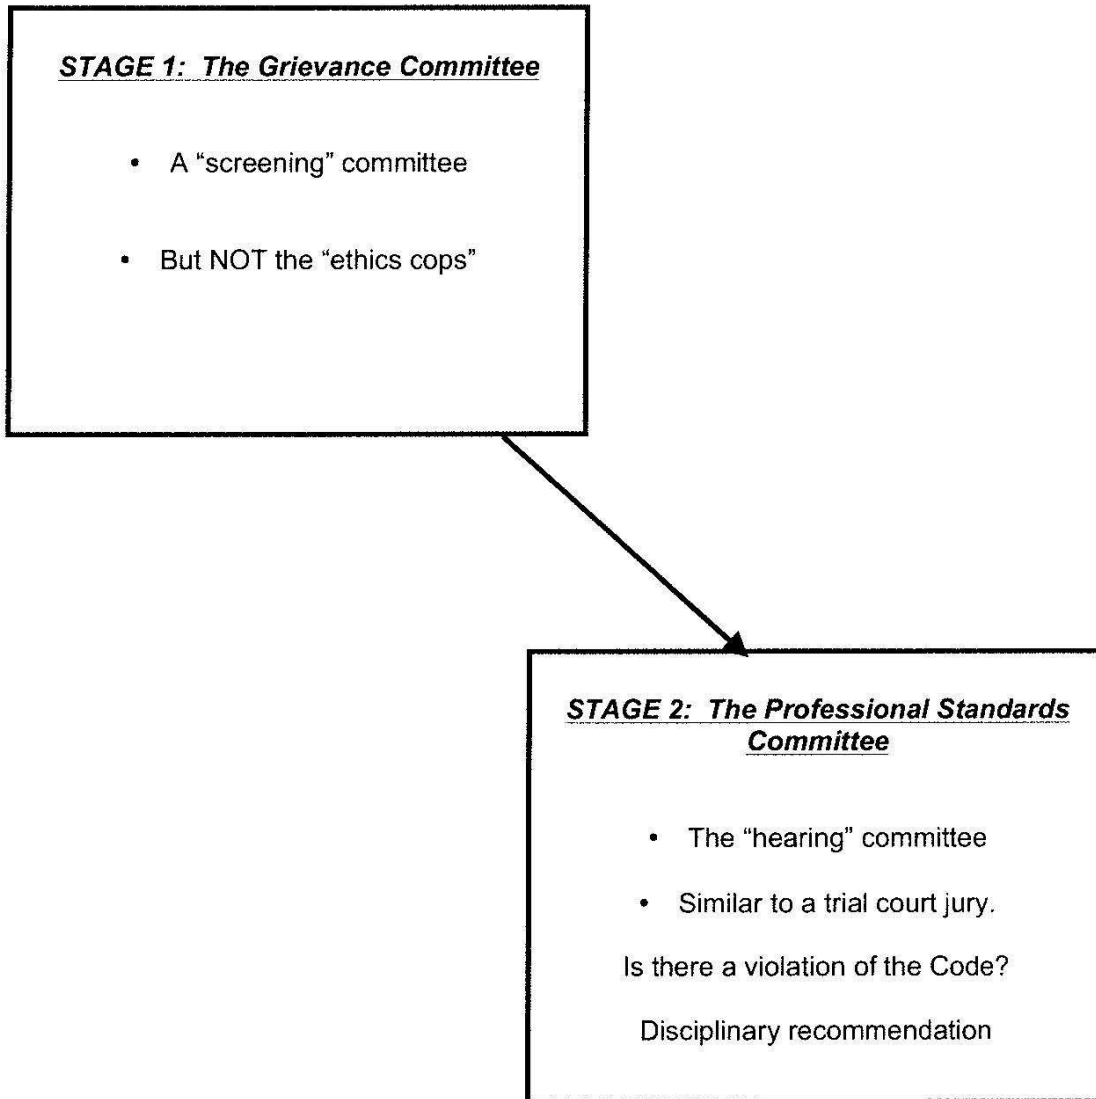 STAGE 1: The Grievance Committee
• A “screening” committee
• But NOT the “ethics cops”
STAGE 2: The Professional Standards
Committee
• The “hearing” committee
• Similar to a trial court jury.
Is there a violation of the Code?
Disciplinary recommendation